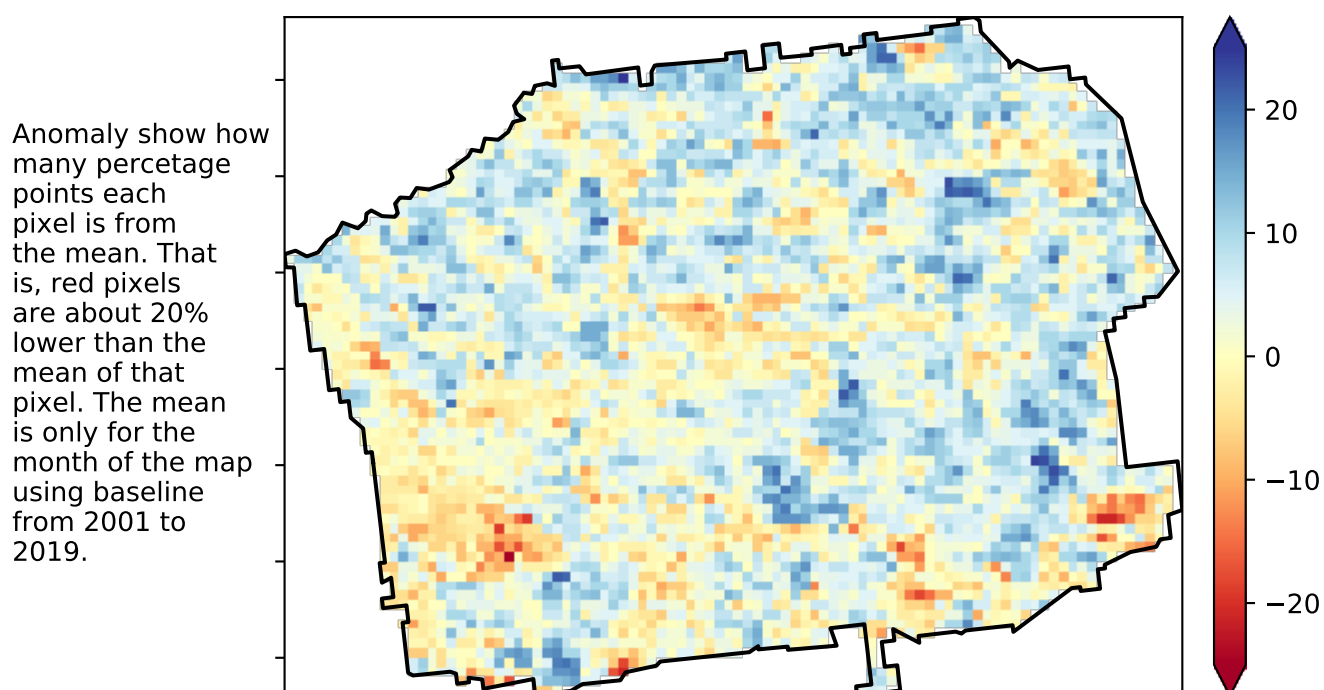 Anomaly show how
many percetage
points each
pixel is from
the mean. That
is, red pixels
are about 20%
lower than the
mean of that
pixel. The mean
is only for the
month of the map
using baseline
from 2001 to
2019.
20
10
0
−10
−20